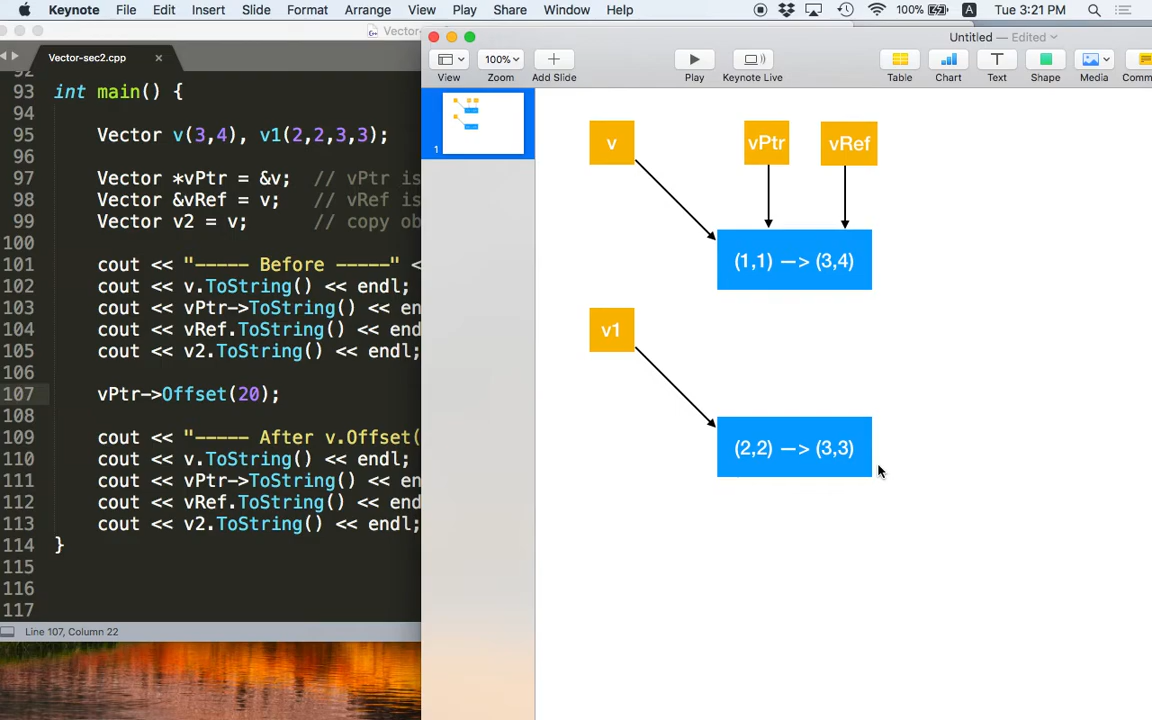 Keynote File Edit Insert Slide Format Arrange View Play Share Window Help 100% A Tue 3:21 PM
Vector-
Vector-sec2.cpp
92
93 int main() {
94
95 Vector v(3,4), v1(2,2,3,3);
96
97 Vector *vPtr = &v; // vPtr is
98 Vector &vRef = v; // vRef is
99 Vector v2 = v; // copy ob
100
101 cout << "----- Before -----" <
102 cout << v.ToString() << endl;
103 cout << vPtr->ToString() << en
104 cout << vRef.ToString() << end
105 cout << v2.ToString() << endl;
106
107 vPtr->Offset(20);
108
109 cout << "----- After v.Offset(
110 cout << v.ToString() << endl;
111 cout << vPtr->ToString() << en
112 cout << vRef.ToString() << end
113 cout << v2.ToString() << endl;
114 }
115
116
117
Line 107, Column 22
Untitled — Edited
100%
View Zoom Add Slide Play Keynote Live Table Chart Text Shape Media Comm
1
v vPtr vRef
(1,1) —> (3,4)
v1
(2,2) —> (3,3)